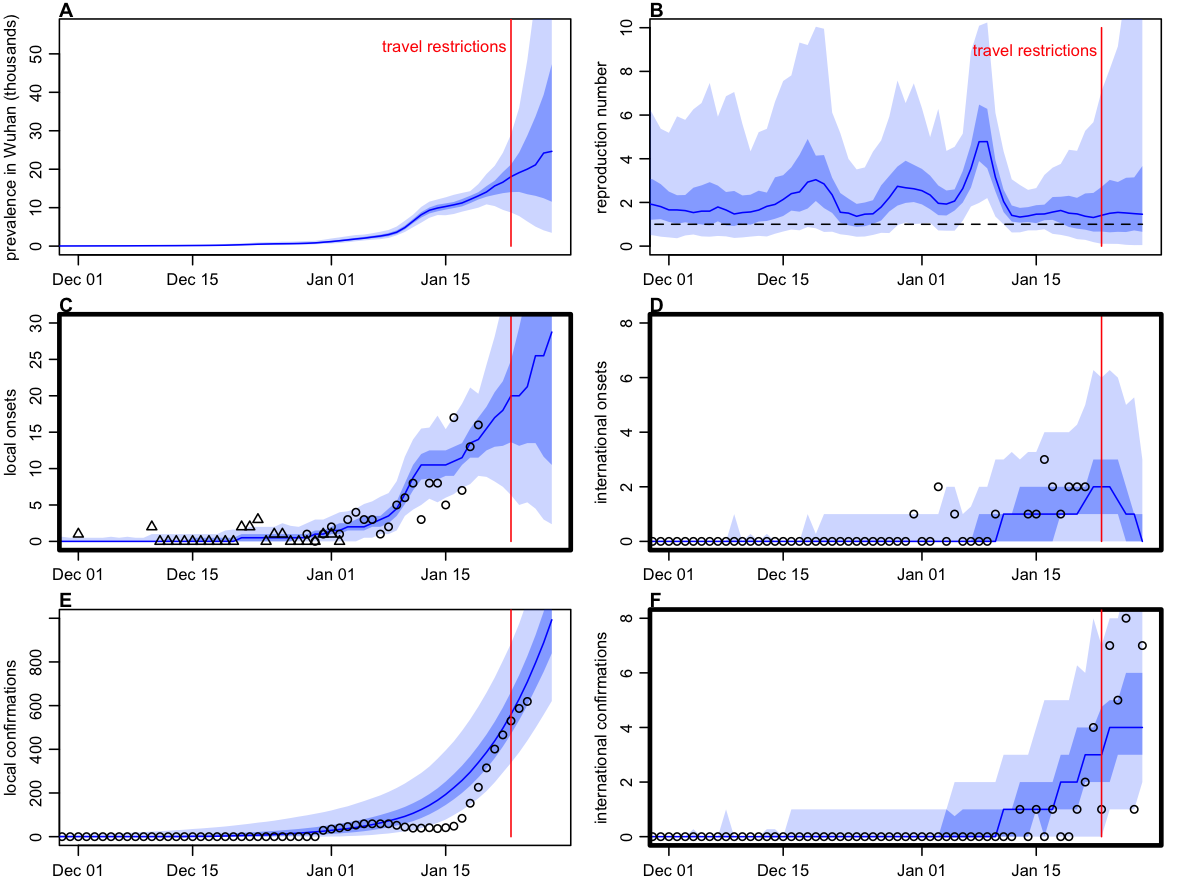 A
prevalence in Wuhan (thousands)
50
40
30
20
10
0
travel restrictions
Dec 01 Dec 15 Jan 01 Jan 15
B
reproduction number
10
8
6
4
2
0
travel restrictions
Dec 01 Dec 15 Jan 01 Jan 15
C
local onsets
30
25
20
15
10
5
0
Dec 01 Dec 15 Jan 01 Jan 15
D
international onsets
8
6
4
2
0
Dec 01 Dec 15 Jan 01 Jan 15
E
local confirmations
800
600
400
200
0
Dec 01 Dec 15 Jan 01 Jan 15
F
international confirmations
8
6
4
2
0
Dec 01 Dec 15 Jan 01 Jan 15